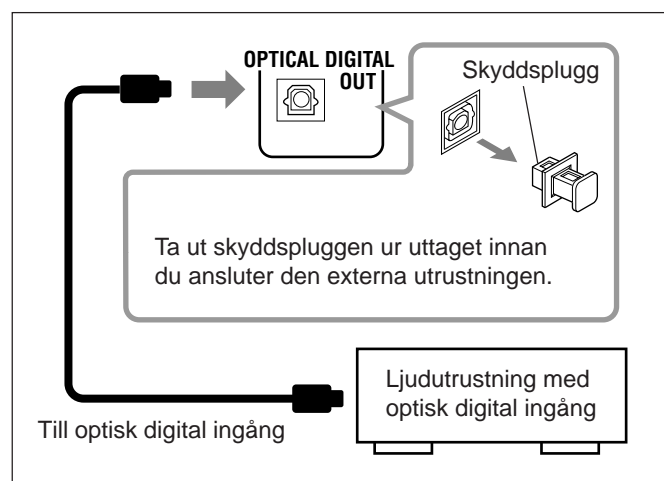 OPTICAL DIGITAL
OUT
Skyddsplugg
Ta ut skyddspluggen ur uttaget innan
du ansluter den externa utrustningen.
Ljudutrustning med
optisk digital ingång
Till optisk digital ingång